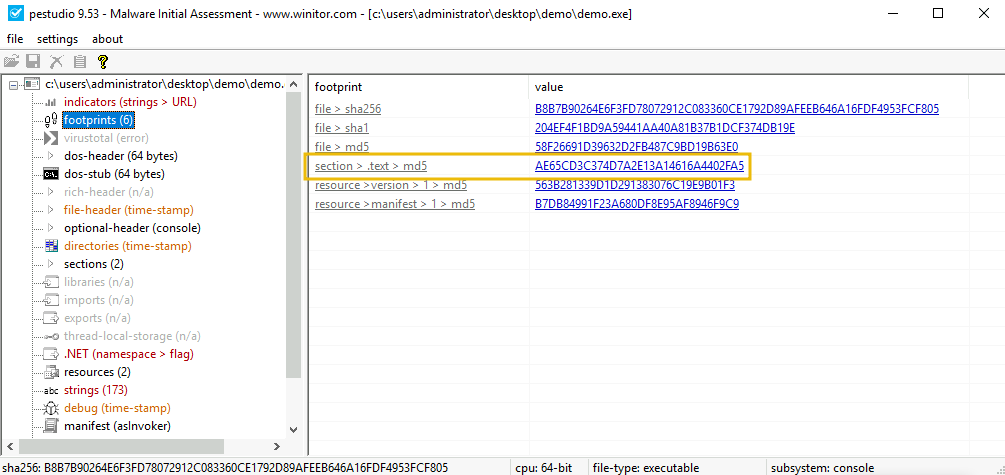 pestudio 9.53 - Malware Initial Assessment - www.winitor.com - [c:\users\administrator\desktop\demo\demo.exe]
file settings about
c:\users\administrator\desktop\demo\demo.
indicators (strings > URL)
footprints (6)
virustotal (error)
dos-header (64 bytes)
dos-stub (64 bytes)
rich-header (n/a)
file-header (time-stamp)
optional-header (console)
directories (time-stamp)
sections (2)
libraries (n/a)
imports (n/a)
exports (n/a)
thread-local-storage (n/a)
.NET (namespace > flag)
resources (2)
abc strings (173)
debug (time-stamp)
manifest (asInvoker)
footprint value
file > sha256 B8B7B90264E6F3FD78072912C083360CE1792D89AFEEB646A16FDF4953FCF805
file > sha1 204EF4F1BD9A59441AA40A81B37B1DCF374DB19E
file > md5 58F26691D39632D2FB487C9BD19B63E0
section > .text > md5 AE65CD3C374D7A2E13A14616A4402FA5
resource >version > 1 > md5 563B281339D1D291383076C19E9B01F3
resource >manifest > 1 > md5 B7DB84991F23A680DF8E95AF8946F9C9
sha256: B8B7B90264E6F3FD78072912C083360CE1792D89AFEEB646A16FDF4953FCF805 cpu: 64-bit file-type: executable subsystem: console